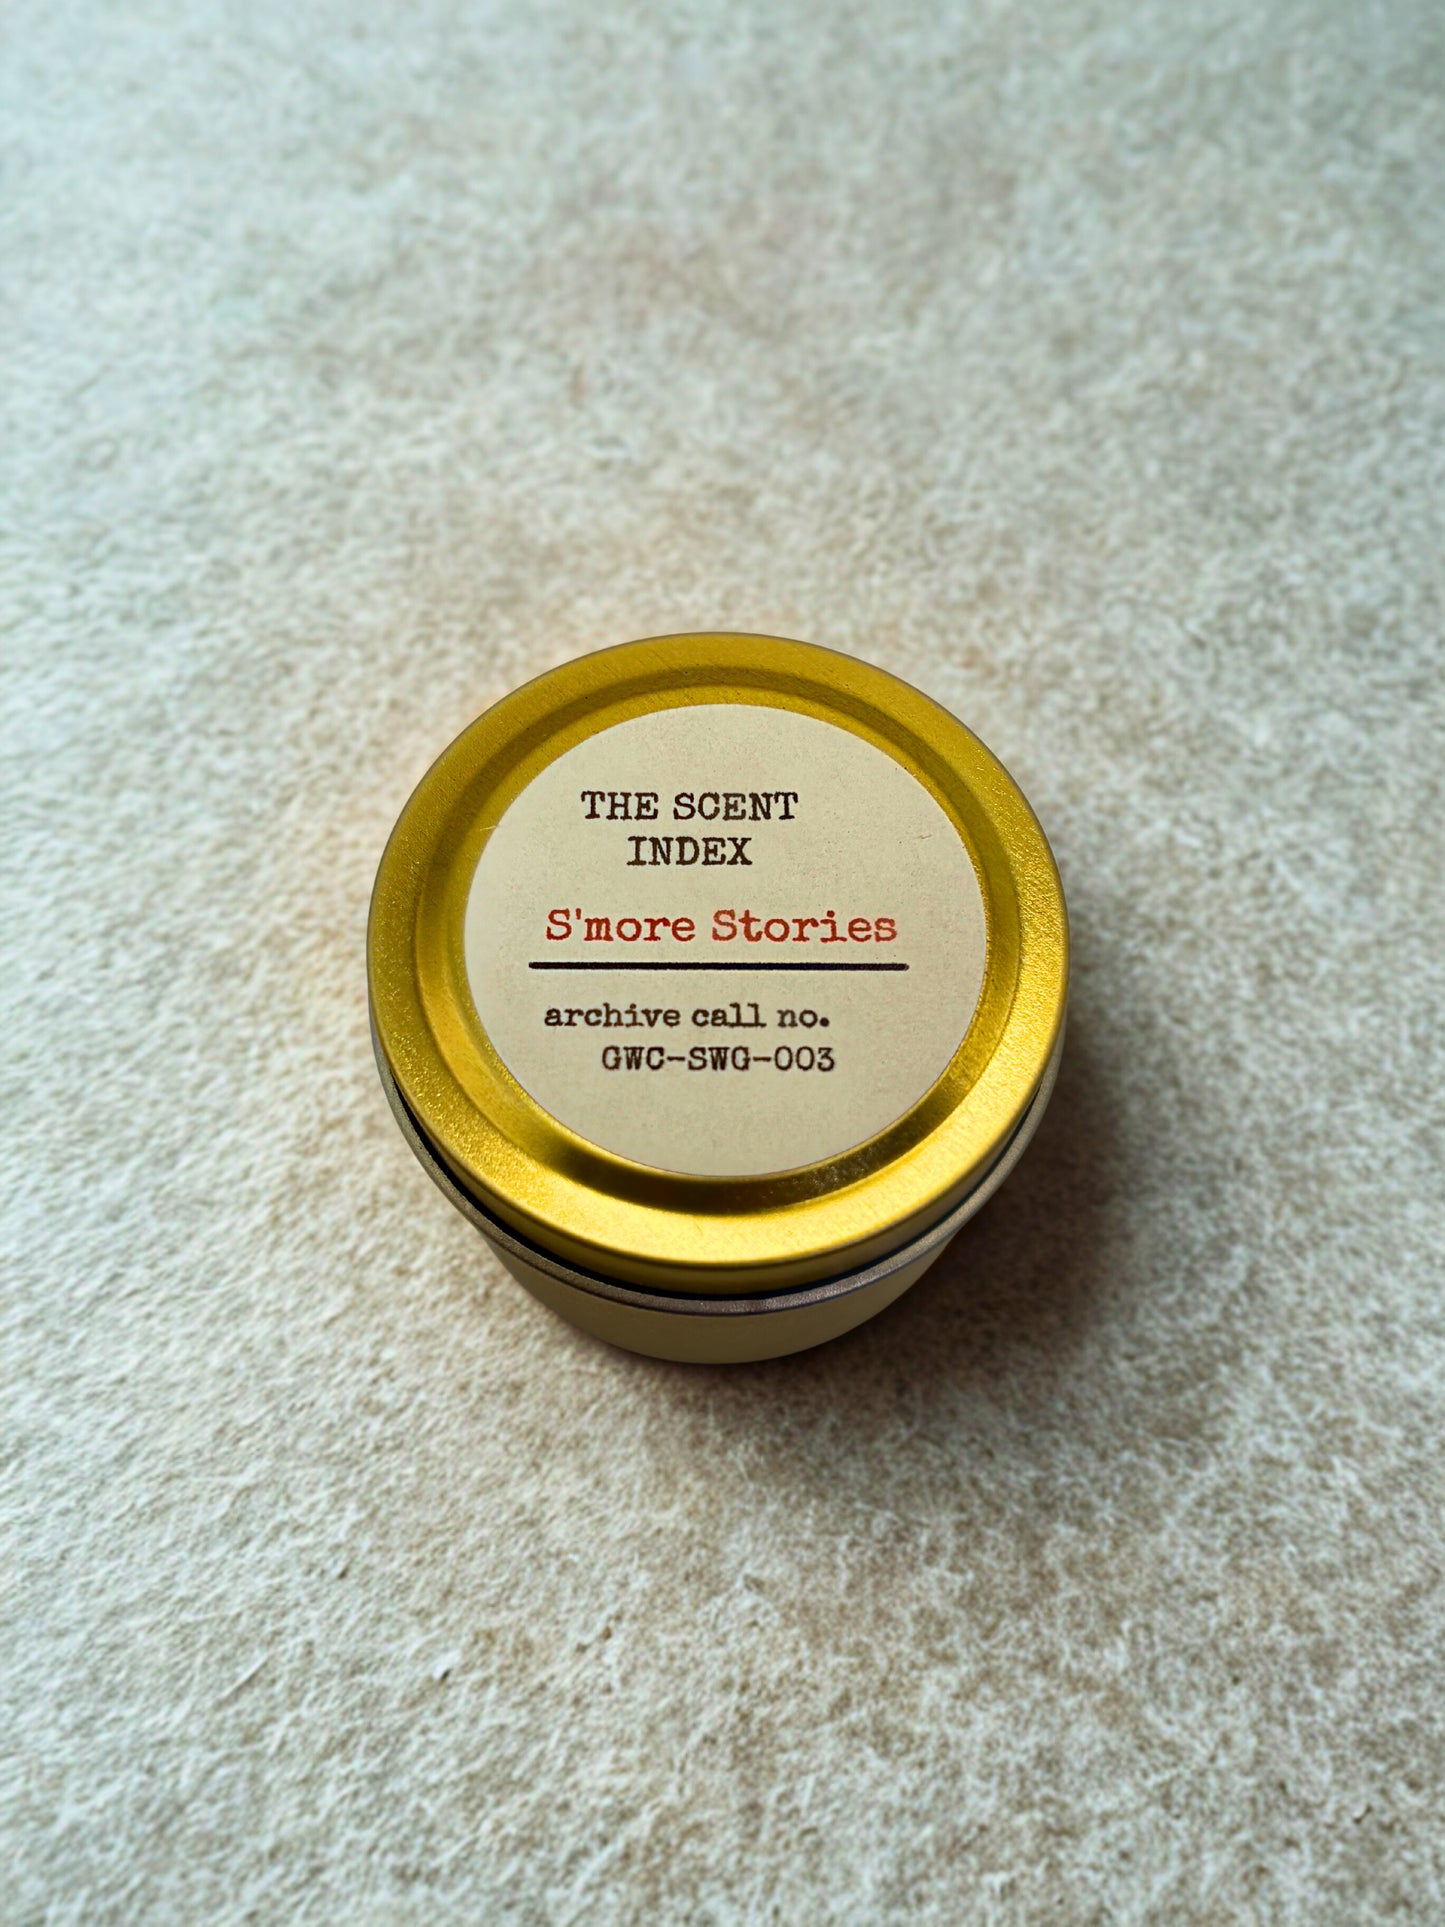 THE SCENT
INDEX
S'more Stories
archive call no.
GWC-SWG-003